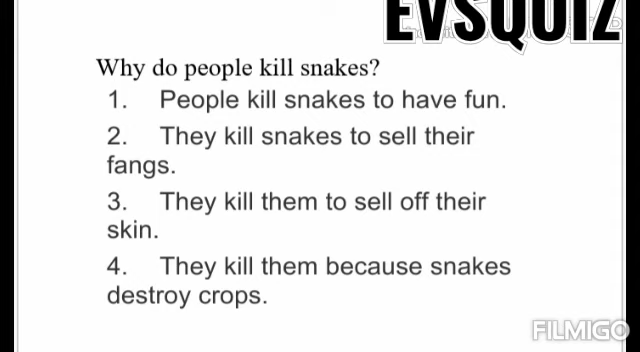 EVSQUIZ
Why do people kill snakes?
1. People kill snakes to have fun.
2. They kill snakes to sell their
fangs.
3. They kill them to sell off their
skin.
4. They kill them because snakes
destroy crops.
FILMIGO